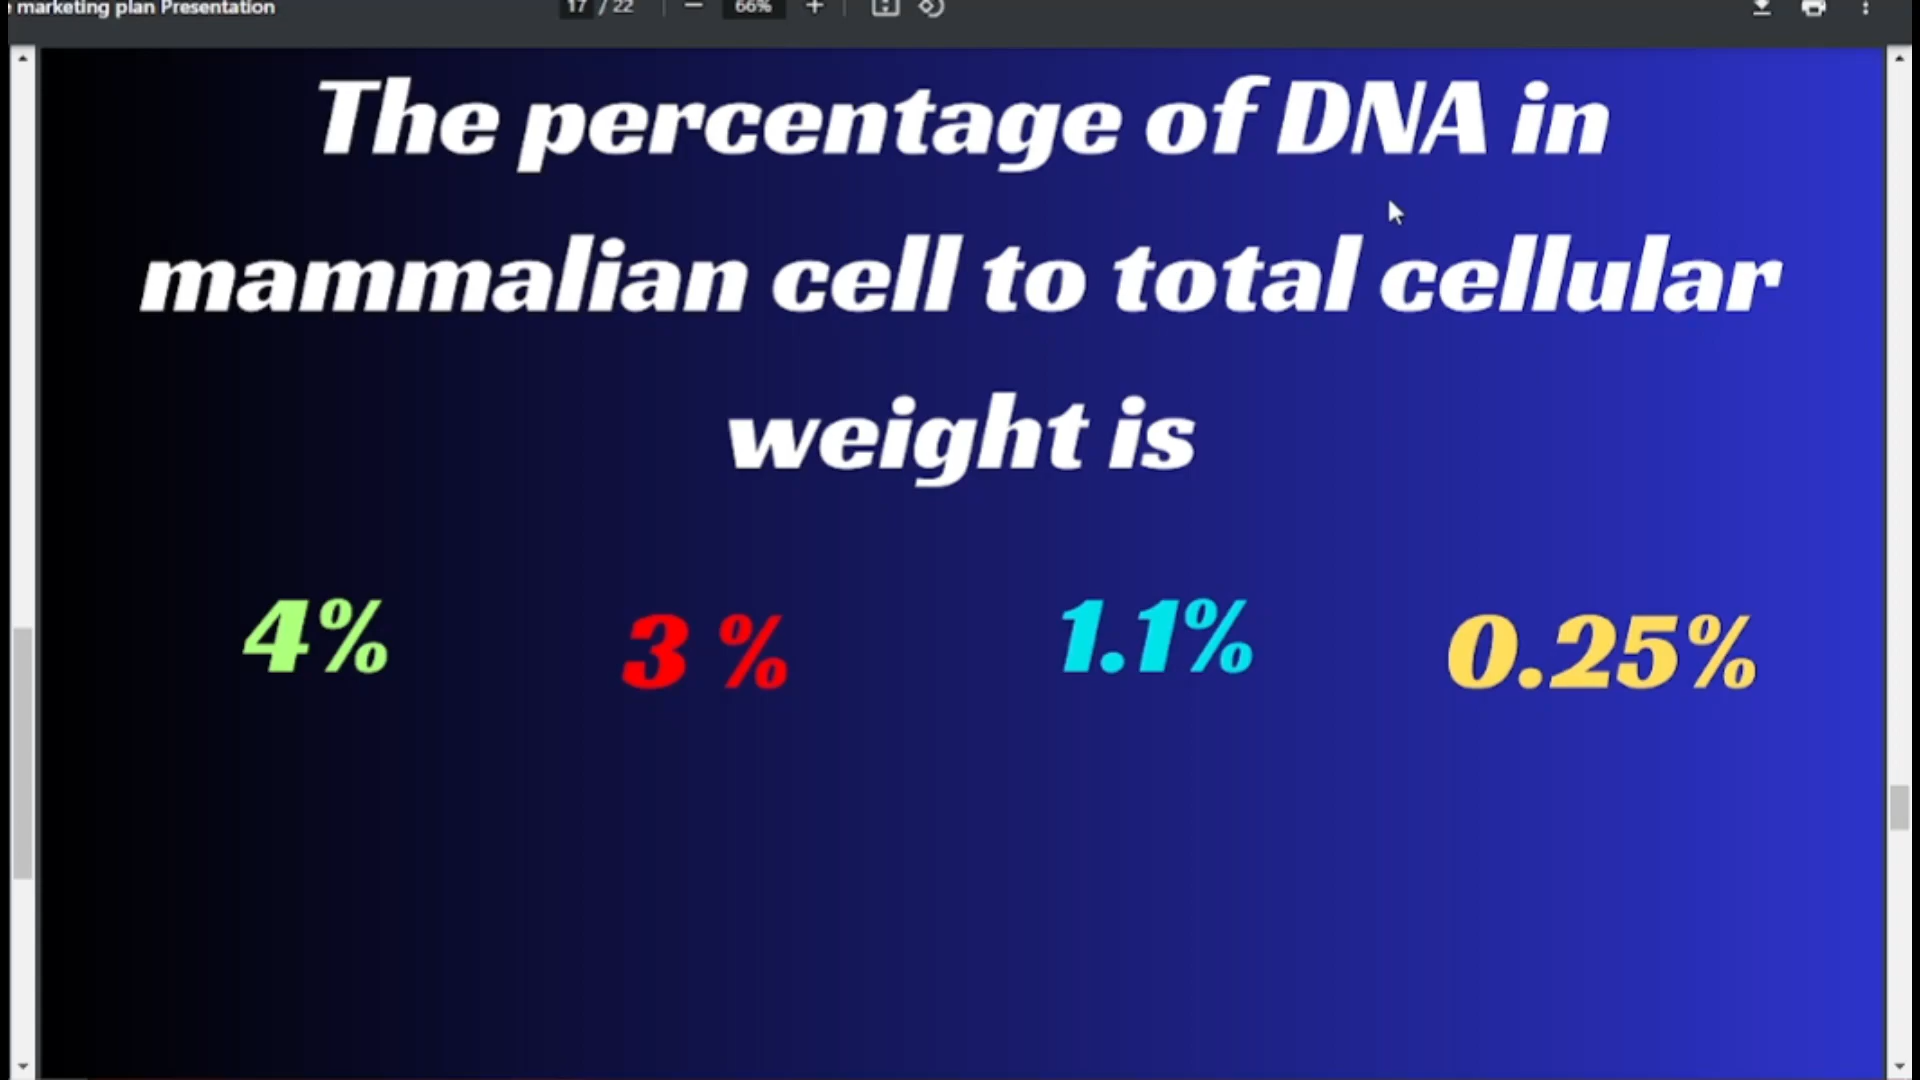 marketing plan Presentation
17 / 22
66%
The percentage of DNA in
mammalian cell to total cellular
weight is
4%
3 %
1.1%
0.25%